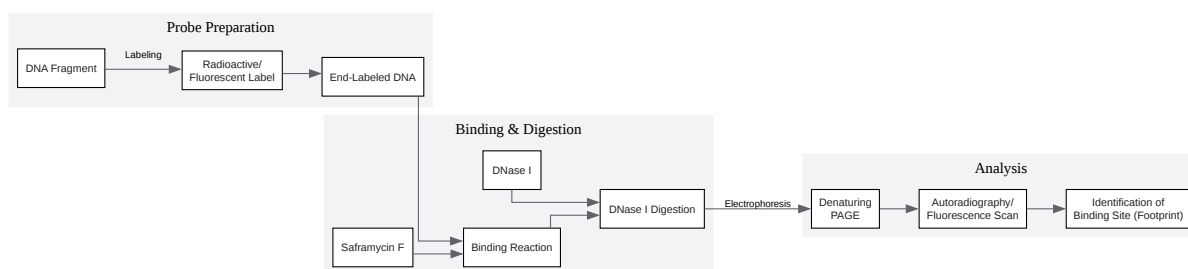 Probe Preparation
DNA Fragment
Labeling
Radioactive/
Fluorescent Label
End-Labeled DNA
Binding & Digestion
DNase I
Saframycin F
Binding Reaction
DNase I Digestion
Electrophoresis
Analysis
Denaturing
PAGE
Autoradiography/
Fluorescence Scan
Identification of
Binding Site (Footprint)